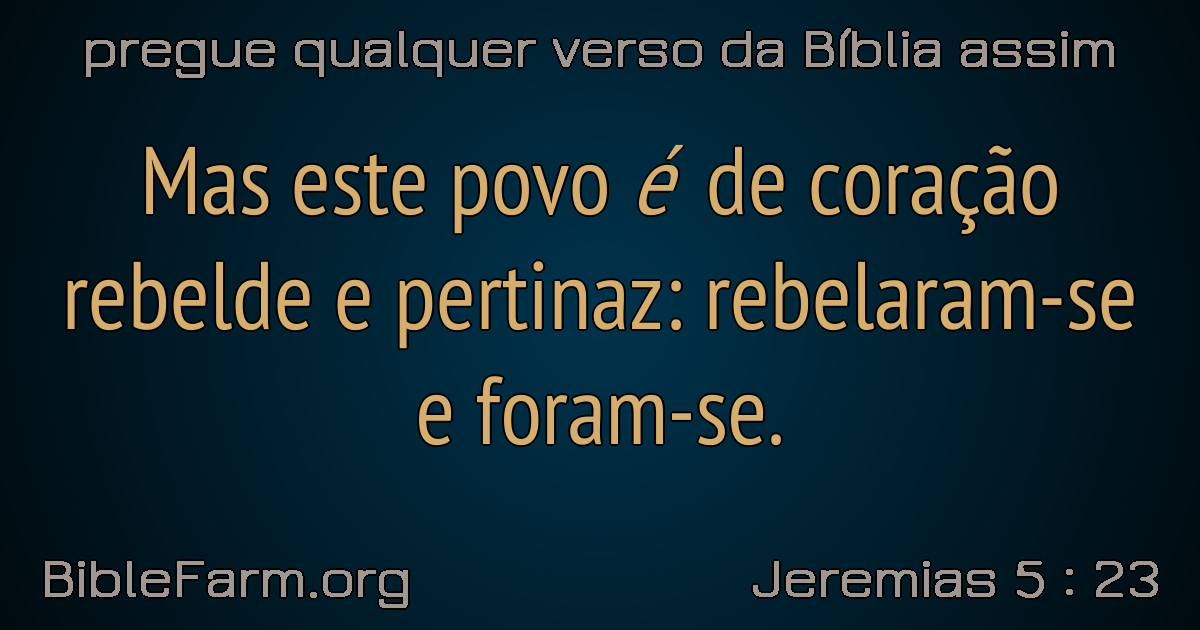 pregue qualquer verso da Bíblia assim
Mas este povo é de coração
rebelde e pertinaz: rebelaram-se
e foram-se.
BibleFarm.org
Jeremias 5 : 23